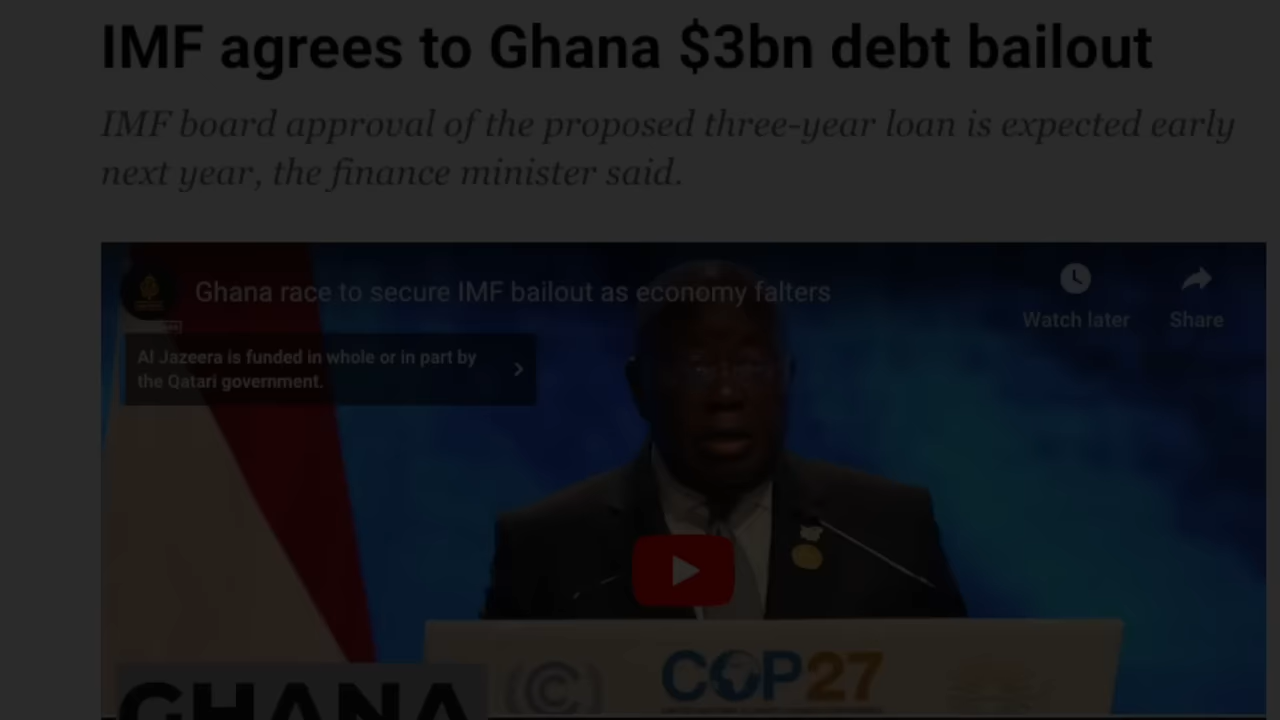 IMF agrees to Ghana $3bn debt bailout
IMF board approval of the proposed three-year loan is expected early
next year, the finance minister said.
Ghana race to secure IMF bailout as economy falters
Watch later
Share
Al Jazeera is funded in whole or in part by
the Qatari government.
COP27
GHANA